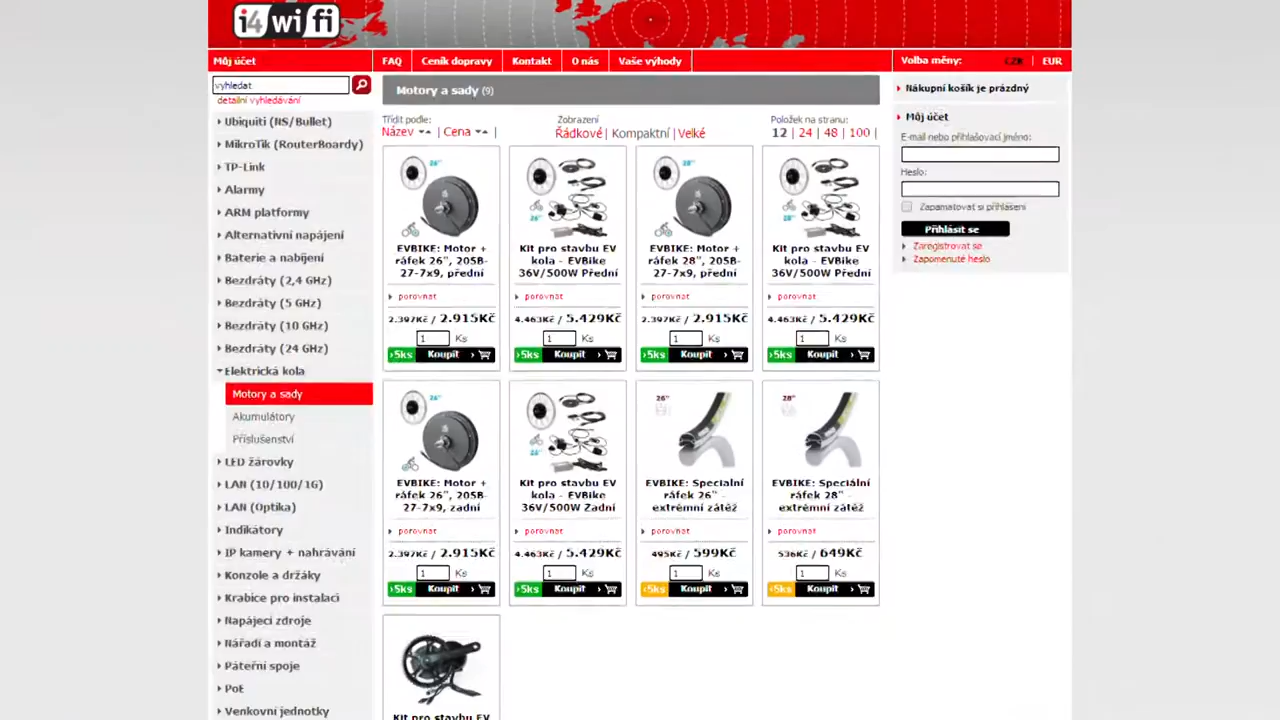 i4wifi
Můj účet
FAQ
Ceník dopravy
Kontakt
O nás
Vaše výhody
Volba měny:
CZK | EUR
vyhledat
detailní vyhledávání
Ubiquiti (NS/Bullet)
MikroTik (RouterBoardy)
TP-Link
Alarmy
ARM platformy
Alternativní napájení
Baterie a nabíjení
Bezdráty (2,4 GHz)
Bezdráty (5 GHz)
Bezdráty (10 GHz)
Bezdráty (24 GHz)
Elektrická kola
Motory a sady
Akumulátory
Příslušenství
LED žárovky
LAN (10/100/1G)
LAN (Optika)
Indikátory
IP kamery + nahrávání
Konzole a držáky
Krabice pro instalaci
Napájecí zdroje
Nářadí a montáž
Páteřní spoje
PoE
Venkovní jednotky
Motory a sady (9)
Třídit podle:
Název | Cena |
Zobrazení
Řádkové | Kompaktní | Velké
Položek na stranu:
12 | 24 | 48 | 100 |
26"
EVBIKE: Motor +
ráfek 26", 205B-
27-7x9, přední
porovnat
2.397Kč / 2.915Kč
1 Ks
>5ks Koupit
26"
Kit pro stavbu EV
kola - EVBike
36V/500W Přední
porovnat
4.463Kč / 5.429Kč
1 Ks
>5ks Koupit
28"
EVBIKE: Motor +
ráfek 28", 205B-
27-7x9, přední
porovnat
2.397Kč / 2.915Kč
1 Ks
>5ks Koupit
28"
Kit pro stavbu EV
kola - EVBike
36V/500W Přední
porovnat
4.463Kč / 5.429Kč
1 Ks
>5ks Koupit
26"
EVBIKE: Motor +
ráfek 26", 205B-
27-7x9, zadní
porovnat
2.397Kč / 2.915Kč
1 Ks
>5ks Koupit
Kit pro stavbu EV
kola - EVBike
36V/500W Zadní
porovnat
4.463Kč / 5.429Kč
1 Ks
>5ks Koupit
26"
EVBIKE: Speciální
ráfek 26" -
extrémní zátěž
porovnat
495Kč / 599Kč
1 Ks
<5ks Koupit
28"
EVBIKE: Speciální
ráfek 28" -
extrémní zátěž
porovnat
536Kč / 649Kč
1 Ks
<5ks Koupit
Kit pro stavbu EV
Nákupní košík je prázdný
Můj účet
E-mail nebo přihlašovací jméno:
Heslo:
Zapamatovat si přihlášení
Přihlásit se
Zaregistrovat se
Zapomenuté heslo